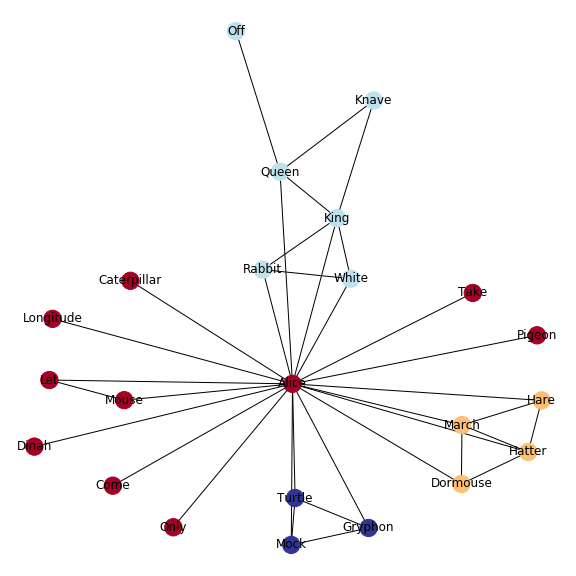 Off
Knave
Queen
King
Rabbit
White
Caterpillar
Take
Longitude
Pigeon
Let
Alice
Mouse
Hare
March
Dinah
Hatter
Come
Dormouse
Turtle
Only
Gryphon
Mock